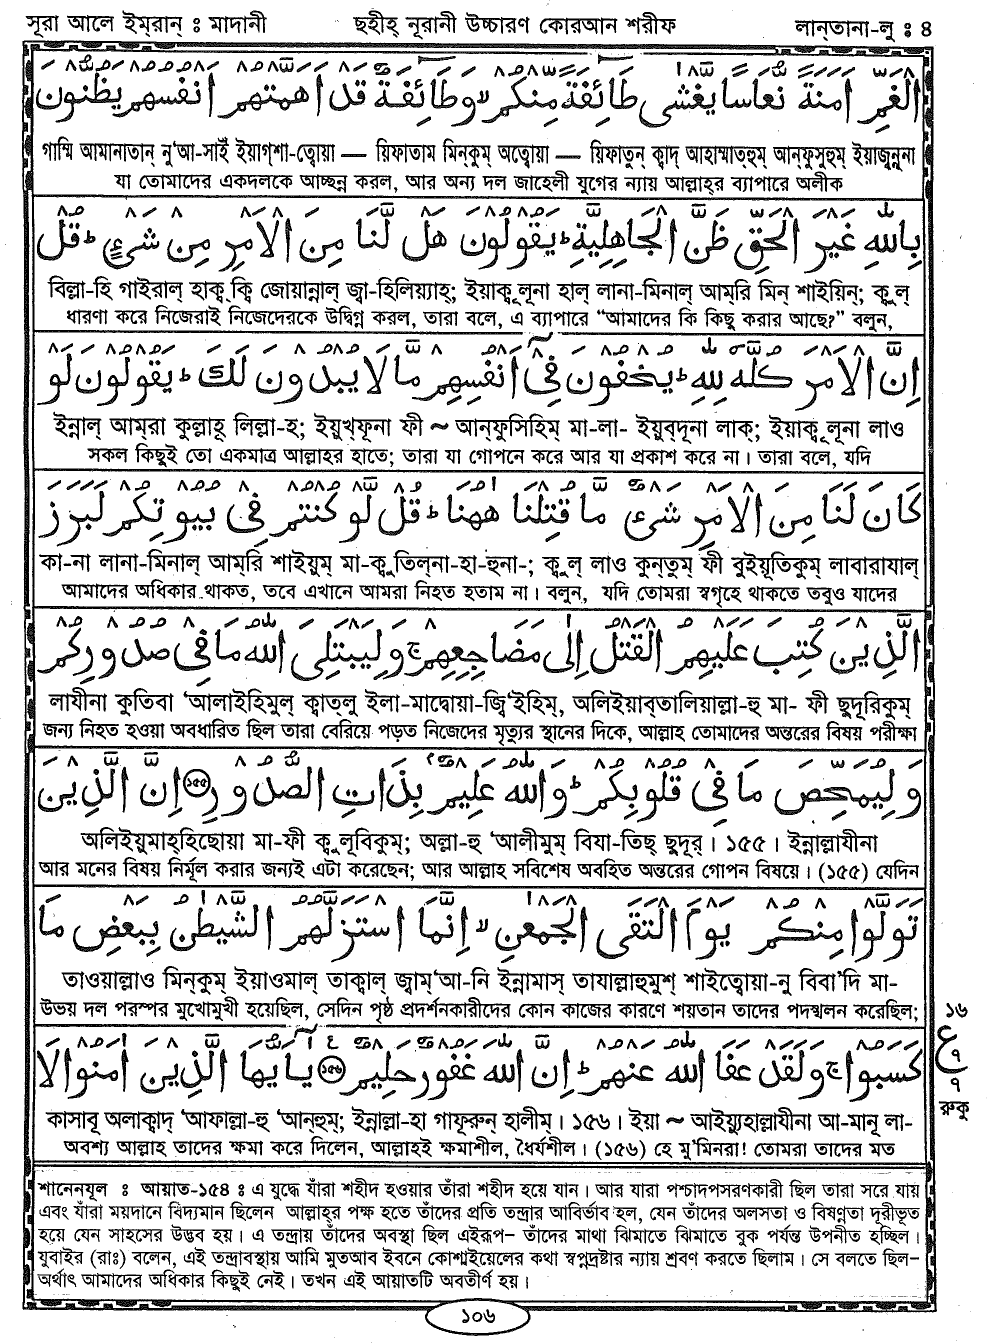 সূরা আলে ইমরান : মাদানী ছহীহ্ নূরানী উচ্চারণ কোরআন শরীফ লান্তানা-লু : ৪
الْغَمِّ اَمَنَةً نُّعَاسًا يَّغْشٰى طَآئِفَةً مِّنْكُمْ ۙ وَطَآئِفَةٌ قَدْ اَهَمَّتْهُمْ اَنْفُسُهُمْ يَظُنُّوْنَ
গাম্মি আমানাতান্ নু'আ-সাইঁ ইয়াগ্শা-ত্বোয়া — য়িফাতাম মিন্কুম্ অত্বোয়া — য়িফাতুন্ ক্বাদ্ আহাম্মাত্হুম্ আন্ফুসুহুম্ ইয়াজুন্নূনা
যা তোমাদের একদলকে আচ্ছন্ন করল, আর অন্য দল জাহেলী যুগের ন্যায় আল্লাহ্র ব্যাপারে অলীক
بِاللّٰهِ غَيْرَ الْحَقِّ ظَنَّ الْجَاهِلِيَّةِ ؕ يَقُوْلُوْنَ هَلْ لَّنَا مِنَ الْاَمْرِ مِنْ شَيْءٍ ؕ قُلْ
বিল্লা-হি গাইরাল্ হাক্ব্ক্বি জোয়ান্নাল্ জ্বা-হিলিয়্যাহ্; ইয়াক্বূলূনা হাল্ লানা-মিনাল্ আম্রি মিন্ শাইয়িন্; ক্বুল্
ধারণা করে নিজেরাই নিজেদেরকে উদ্বিগ্ন করল, তারা বলে, এ ব্যাপারে “আমাদের কি কিছু করার আছে?” বলুন,
اِنَّ الْاَمْرَ كُلَّهٗ لِلّٰهِ ؕ يُخْفُوْنَ فِيْٓ اَنْفُسِهِمْ مَّا لَا يُبْدُوْنَ لَكَ ؕ يَقُوْلُوْنَ لَوْ
ইন্নাল্ আম্রা কুল্লাহূ লিল্লা-হ্; ইয়ুখ্ফূনা ফী ~ আন্ফুসিহিম্ মা-লা- ইয়ুব্দূনা লাক্; ইয়াক্বূলূনা লাও
সকল কিছুই তো একমাত্র আল্লাহর হাতে; তারা যা গোপনে করে আর যা প্রকাশ করে না। তারা বলে, যদি
كَانَ لَنَا مِنَ الْاَمْرِ شَيْءٌ مَّا قُتِلْنَا هٰهُنَا ؕ قُلْ لَّوْ كُنْتُمْ فِيْ بُيُوْتِكُمْ لَبَرَزَ
কা-না লানা-মিনাল্ আম্রি শাইয়ুম্ মা-ক্বুতিল্না-হা-হুনা-; ক্বুল্ লাও কুন্তুম্ ফী বুইয়ূতিকুম্ লাবারাযাল্
আমাদের অধিকার থাকত, তবে এখানে আমরা নিহত হতাম না। বলুন, যদি তোমরা স্বগৃহে থাকতে তবুও যাদের
الَّذِيْنَ كُتِبَ عَلَيْهِمُ الْقَتْلُ اِلٰى مَضَاجِعِهِمْ ۚ وَلِيَبْتَلِيَ اللّٰهُ مَا فِيْ صُدُوْرِكُمْ
লাযীনা কুতিবা 'আলাইহিমুল্ ক্বাত্লু ইলা-মাদ্বোয়া-জ্বি'ইহিম্, অলিইয়াব্তালিয়াল্লা-হু মা- ফী ছুদূরিকুম্
জন্য নিহত হওয়া অবধারিত ছিল তারা বেরিয়ে পড়ত নিজেদের মৃত্যুর স্থানের দিকে, আল্লাহ তোমাদের অন্তরের বিষয় পরীক্ষা
وَلِيُمَحِّصَ مَا فِيْ قُلُوْبِكُمْ ؕ وَاللّٰهُ عَلِيْمٌۢ بِذَاتِ الصُّدُوْرِ ১৫৫ اِنَّ الَّذِيْنَ
অলিইয়ুমাহ্হিছোয়া মা-ফী ক্বুলূবিকুম্; অল্লা-হু 'আলীমুম্ বিযা-তিছ্ ছুদূর্। ১৫৫। ইন্নাল্লাযীনা
আর মনের বিষয় নির্মূল করার জন্যই এটা করেছেন; আর আল্লাহ সবিশেষ অবহিত অন্তরের গোপন বিষয়ে। (১৫৫) যেদিন
تَوَلَّوْا مِنْكُمْ يَوْمَ الْتَقَى الْجَمْعٰنِ ۙ اِنَّمَا اسْتَزَلَّهُمُ الشَّيْطٰنُ بِبَعْضِ مَا
তাওয়াল্লাও মিন্কুম্ ইয়াওমাল্ তাক্বাল্ জ্বাম্'আ-নি ইন্নামাস্ তাযাল্লাহুমুশ্ শাইত্বোয়া-নু বিবা'দি মা-
উভয় দল পরস্পর মুখোমুখী হয়েছিল, সেদিন পৃষ্ঠ প্রদর্শনকারীদের কোন কাজের কারণে শয়তান তাদের পদস্খলন করেছিল;
كَسَبُوْا ۚ وَلَقَدْ عَفَا اللّٰهُ عَنْهُمْ ؕ اِنَّ اللّٰهَ غَفُوْرٌ حَلِيْمٌ ১৫৬ يٰٓاَيُّهَا الَّذِيْنَ اٰمَنُوْا لَا
কাসাবূ অলাক্বাদ্ 'আফাল্লা-হু 'আন্হুম্; ইন্নাল্লা-হা গাফূরুন্ হালীম্। ১৫৬। ইয়া ~ আইয়্যুহাল্লাযীনা আ-মানূ লা-
অবশ্য আল্লাহ তাদের ক্ষমা করে দিলেন, আল্লাহই ক্ষমাশীল, ধৈর্যশীল। (১৫৬) হে মু'মিনরা! তোমরা তাদের মত
১৬
ع
৭
৭
রুকু
শানেনযূল : আয়াত-১৫৪ : এ যুদ্ধে যাঁরা শহীদ হওয়ার তাঁরা শহীদ হয়ে যান। আর যারা পশ্চাদপসরণকারী ছিল তারা সরে যায়
এবং যাঁরা ময়দানে বিদ্যমান ছিলেন আল্লাহর পক্ষ হতে তাঁদের প্রতি তন্দ্রার আবির্ভাব হল, যেন তাঁদের অলসতা ও বিষণ্নতা দূরীভূত
হয়ে যেন সাহসের উদ্ভব হয়। এ তন্দ্রায় তাঁদের অবস্থা ছিল এইরূপ– তাঁদের মাথা ঝিমাতে ঝিমাতে বুক পর্যন্ত উপনীত হচ্ছিল।
যুবাইর (রাঃ) বলেন, এই তন্দ্রাবস্থায় আমি মুতআব ইবনে কোশাইয়েলের কথা স্বপ্নদ্রষ্টার ন্যায় শ্রবণ করতে ছিলাম। সে বলতে ছিল–
অর্থাৎ আমাদের অধিকার কিছুই নেই। তখন এই আয়াতটি অবতীর্ণ হয়।
১০৬